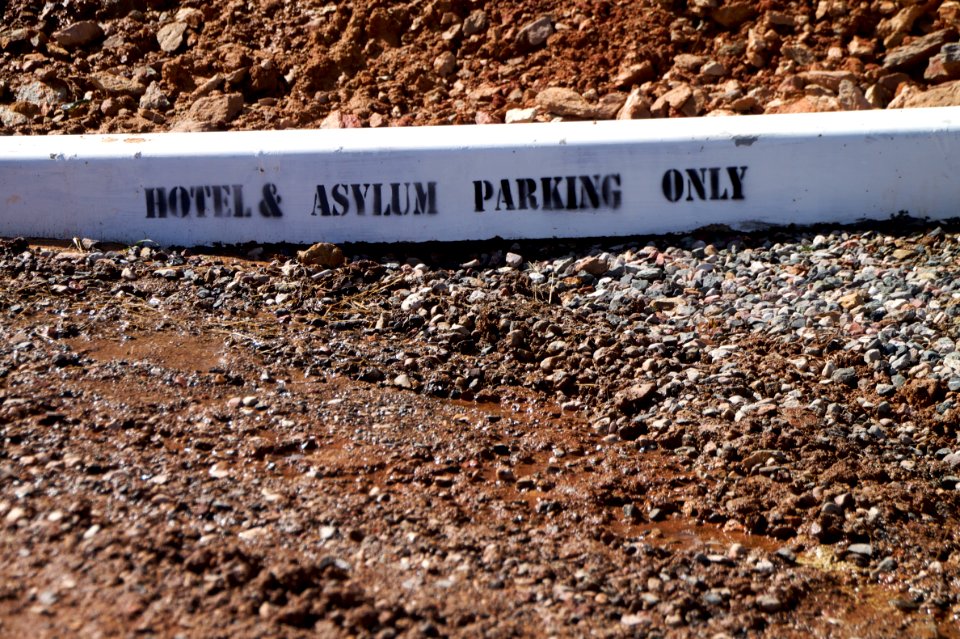 HOTEL & ASYLUM PARKING ONLY